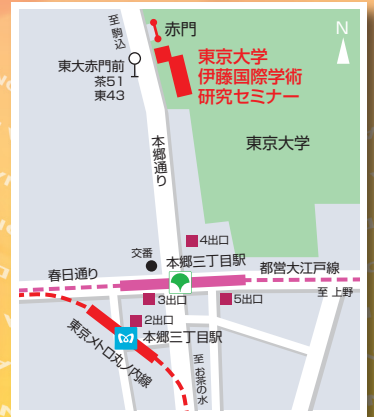 至 駒込
赤門
N
東大赤門前
茶51
東43
東京大学
伊藤国際学術
研究セミナー
東京大学
本郷通り
4出口
交番
本郷三丁目駅
春日通り
都営大江戸線
至 上野
3出口
5出口
2出口
本郷三丁目駅
東京メトロ丸ノ内線
至 お茶の水